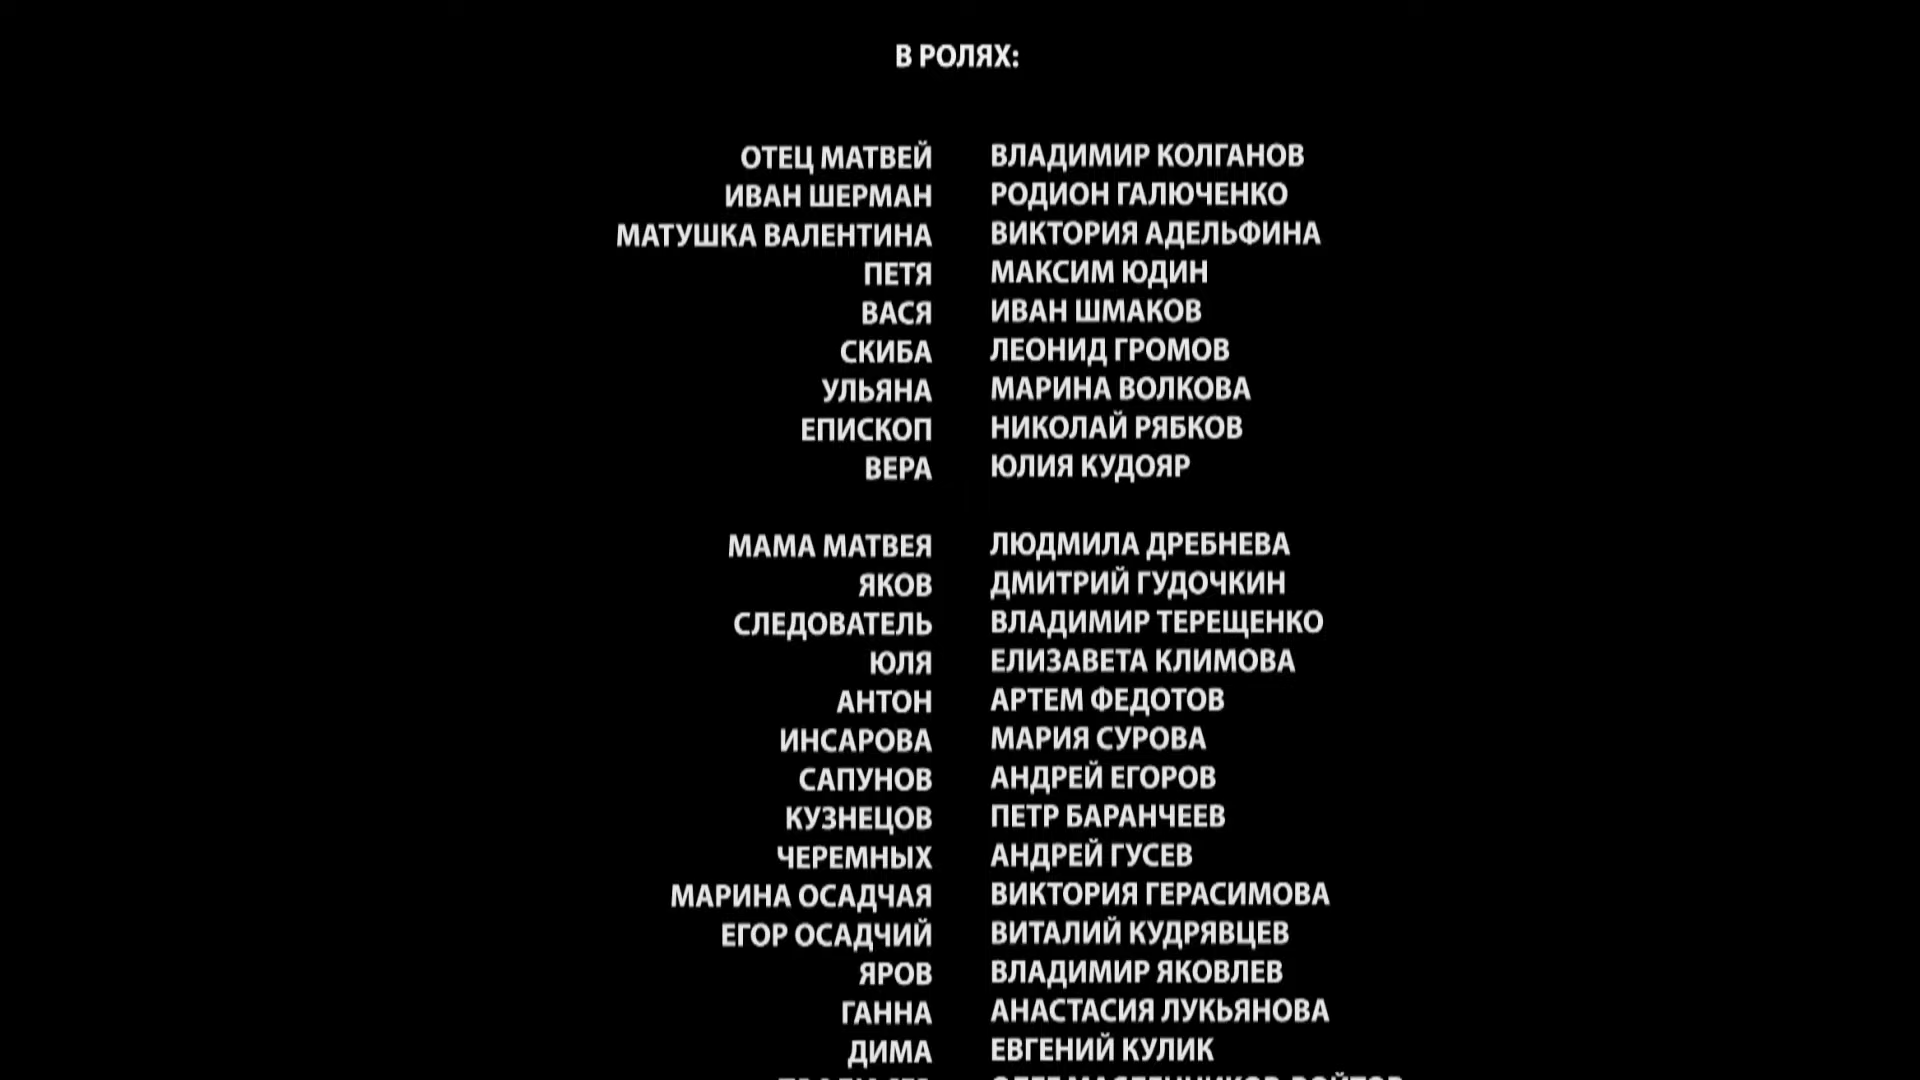 В РОЛЯХ:
ОТЕЦ МАТВЕЙ ВЛАДИМИР КОЛГАНОВ
ИВАН ШЕРМАН РОДИОН ГАЛЮЧЕНКО
МАТУШКА ВАЛЕНТИНА ВИКТОРИЯ АДЕЛЬФИНА
ПЕТЯ МАКСИМ ЮДИН
ВАСЯ ИВАН ШМАКОВ
СКИБА ЛЕОНИД ГРОМОВ
УЛЬЯНА МАРИНА ВОЛКОВА
ЕПИСКОП НИКОЛАЙ РЯБКОВ
ВЕРА ЮЛИЯ КУДОЯР
МАМА МАТВЕЯ ЛЮДМИЛА ДРЕБНЕВА
ЯКОВ ДМИТРИЙ ГУДОЧКИН
СЛЕДОВАТЕЛЬ ВЛАДИМИР ТЕРЕЩЕНКО
ЮЛЯ ЕЛИЗАВЕТА КЛИМОВА
АНТОН АРТЕМ ФЕДОТОВ
ИНСАРОВА МАРИЯ СУРОВА
САПУНОВ АНДРЕЙ ЕГОРОВ
КУЗНЕЦОВ ПЕТР БАРАНЧЕЕВ
ЧЕРЕМНЫХ АНДРЕЙ ГУСЕВ
МАРИНА ОСАДЧАЯ ВИКТОРИЯ ГЕРАСИМОВА
ЕГОР ОСАДЧИЙ ВИТАЛИЙ КУДРЯВЦЕВ
ЯРОВ ВЛАДИМИР ЯКОВЛЕВ
ГАННА АНАСТАСИЯ ЛУКЬЯНОВА
ДИМА ЕВГЕНИЙ КУЛИК